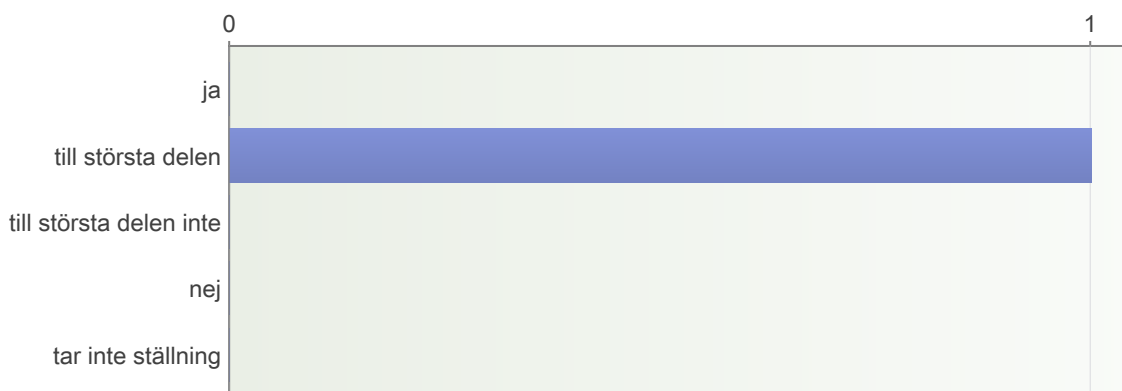 0 1
ja
till största delen
till största delen inte
nej
tar inte ställning